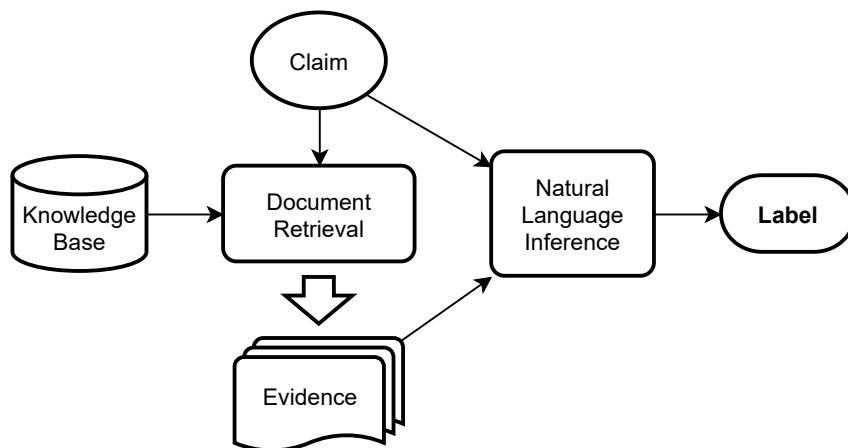 Claim
Knowledge
Base
Document
Retrieval
Natural
Language
Inference
Label
Evidence